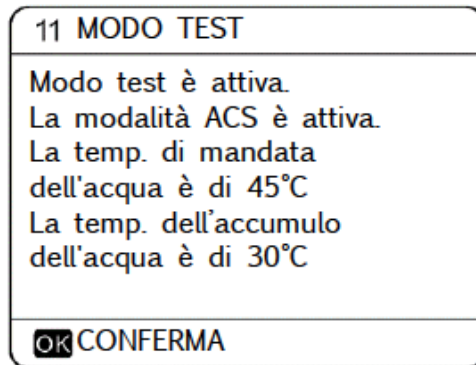 11 MODO TEST
Modo test è attiva.
La modalità ACS è attiva.
La temp. di mandata
dell'acqua è di 45°C
La temp. dell'accumulo
dell'acqua è di 30°C
OK CONFERMA